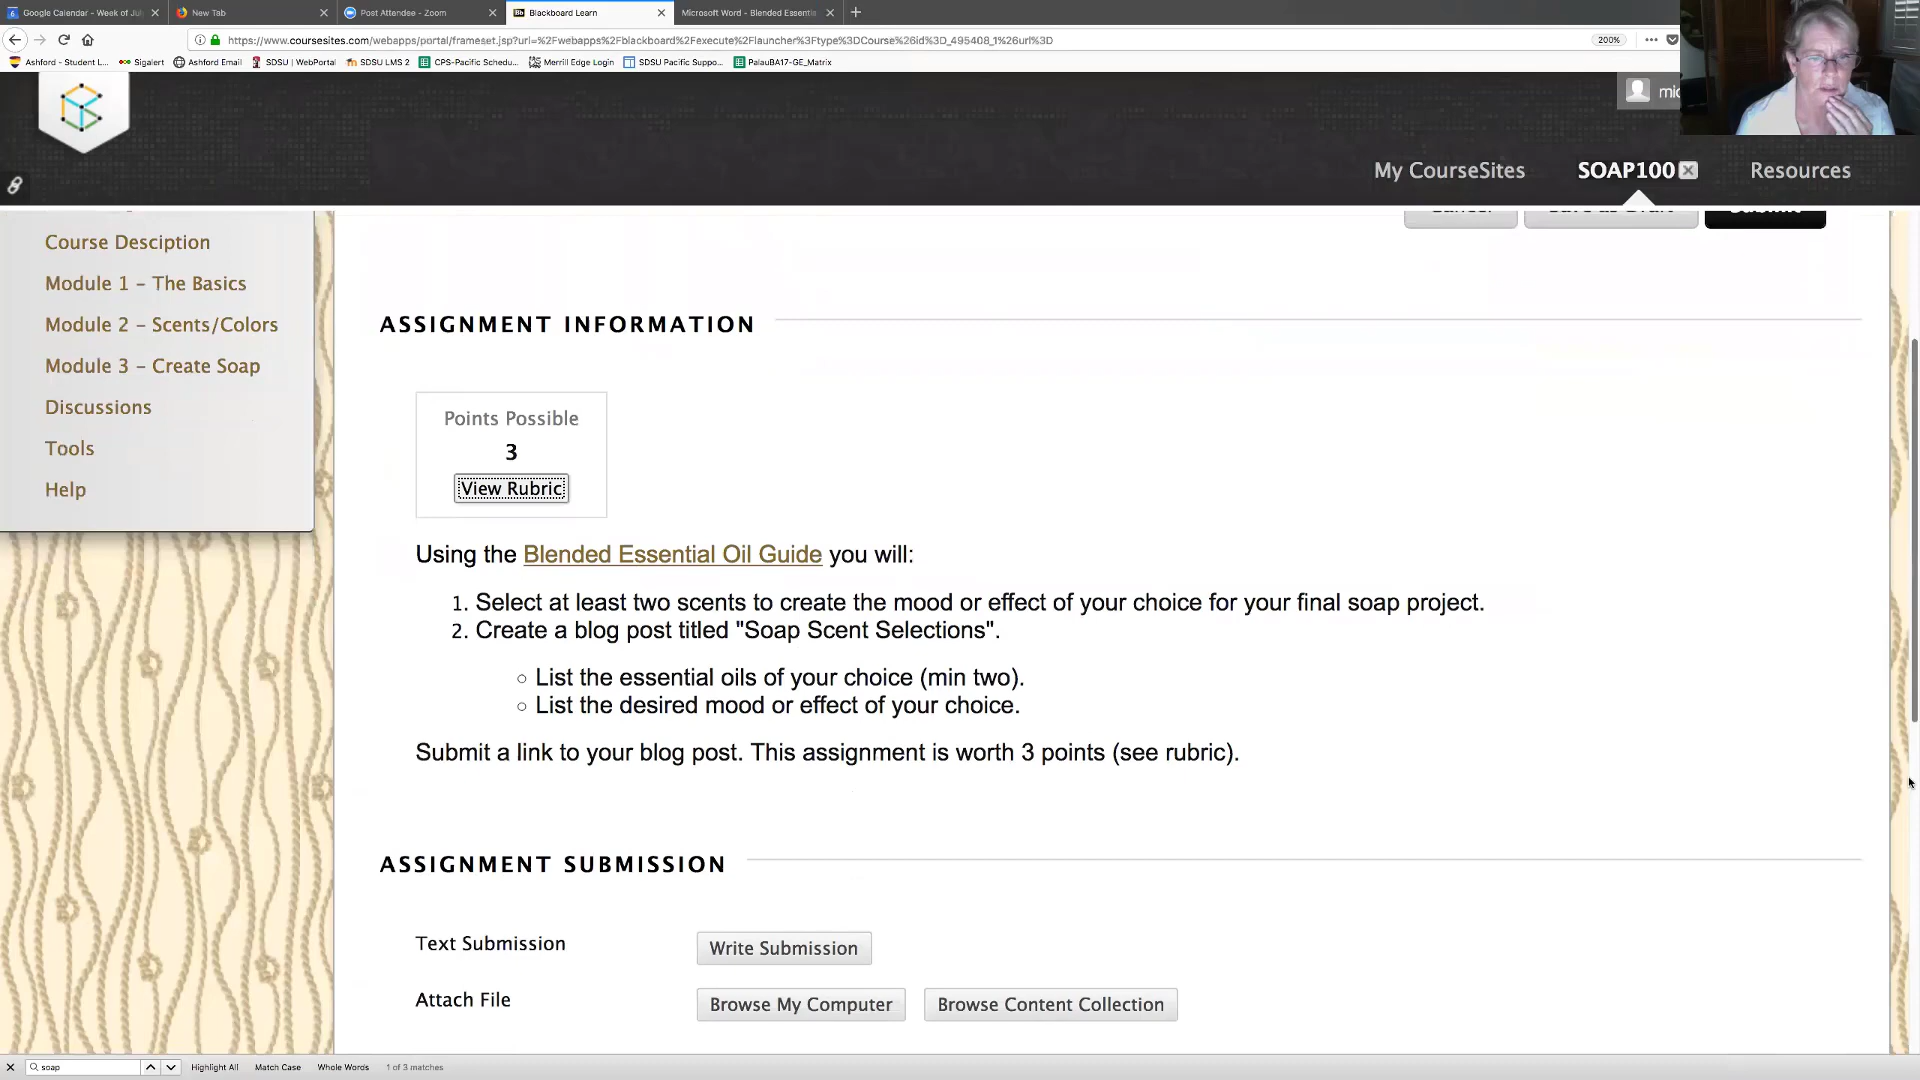 Google Calendar - Week of Jul
New Tab
Post Attendee - Zoom
Blackboard Learn
Microsoft Word - Blended Essenti
https://www.coursesites.com/webapps/portal/frameset.jsp?url=%2Fwebapps%2Fblackboard%2Fexecute%2Flauncher%3Ftype%3DCourse%26id%3D_495408_1%26url%3D
200%
Ashford - Student L...
Sigalert
Ashford Email
SDSU | WebPortal
SDSU LMS 2
CPS-Pacific Schedu...
Merrill Edge Login
SDSU Pacific Suppo...
PalauBA17-GE_Matrix
My CourseSites
SOAP100
Resources
Course Desciption
Module 1 - The Basics
Module 2 - Scents/Colors
Module 3 - Create Soap
Discussions
Tools
Help
ASSIGNMENT INFORMATION
Points Possible
3
View Rubric
Using the Blended Essential Oil Guide you will:
1. Select at least two scents to create the mood or effect of your choice for your final soap project.
2. Create a blog post titled "Soap Scent Selections".
List the essential oils of your choice (min two).
List the desired mood or effect of your choice.
Submit a link to your blog post. This assignment is worth 3 points (see rubric).
ASSIGNMENT SUBMISSION
Text Submission
Write Submission
Attach File
Browse My Computer
Browse Content Collection
soap
Highlight All
Match Case
Whole Words
1 of 3 matches